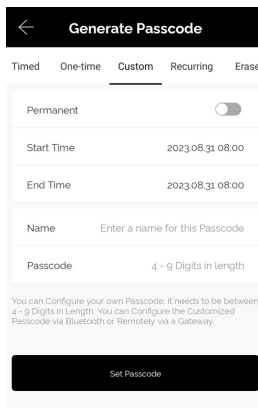 Generate Passcode
Timed One-time Custom Recurring Erase
Permanent
Start Time 2023.08.31 08:00
End Time 2023.08.31 08:00
Name Enter a name for this Passcode
Passcode 4 - 9 Digits in length
You can Configure your own Passcode. It needs to be between
4 - 9 Digits in Length. You can Configure the Customized
Passcode via Bluetooth or Remotely via a Gateway.
Set Passcode